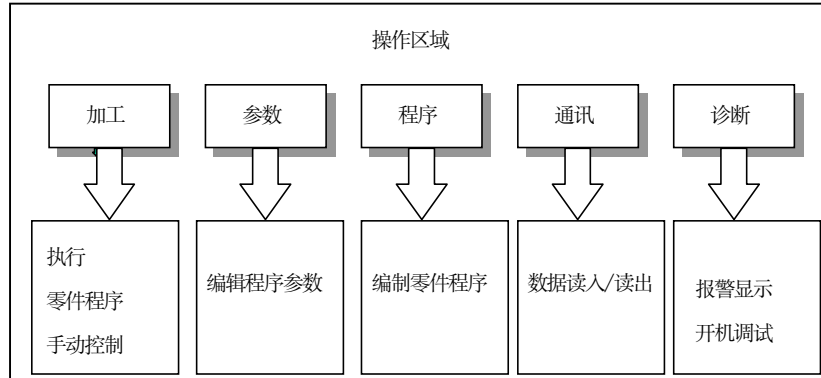 操作区域
加工
参数
程序
通讯
诊断
执行
零件程序
手动控制
编辑程序参数
编制零件程序
数据读入/读出
报警显示
开机调试